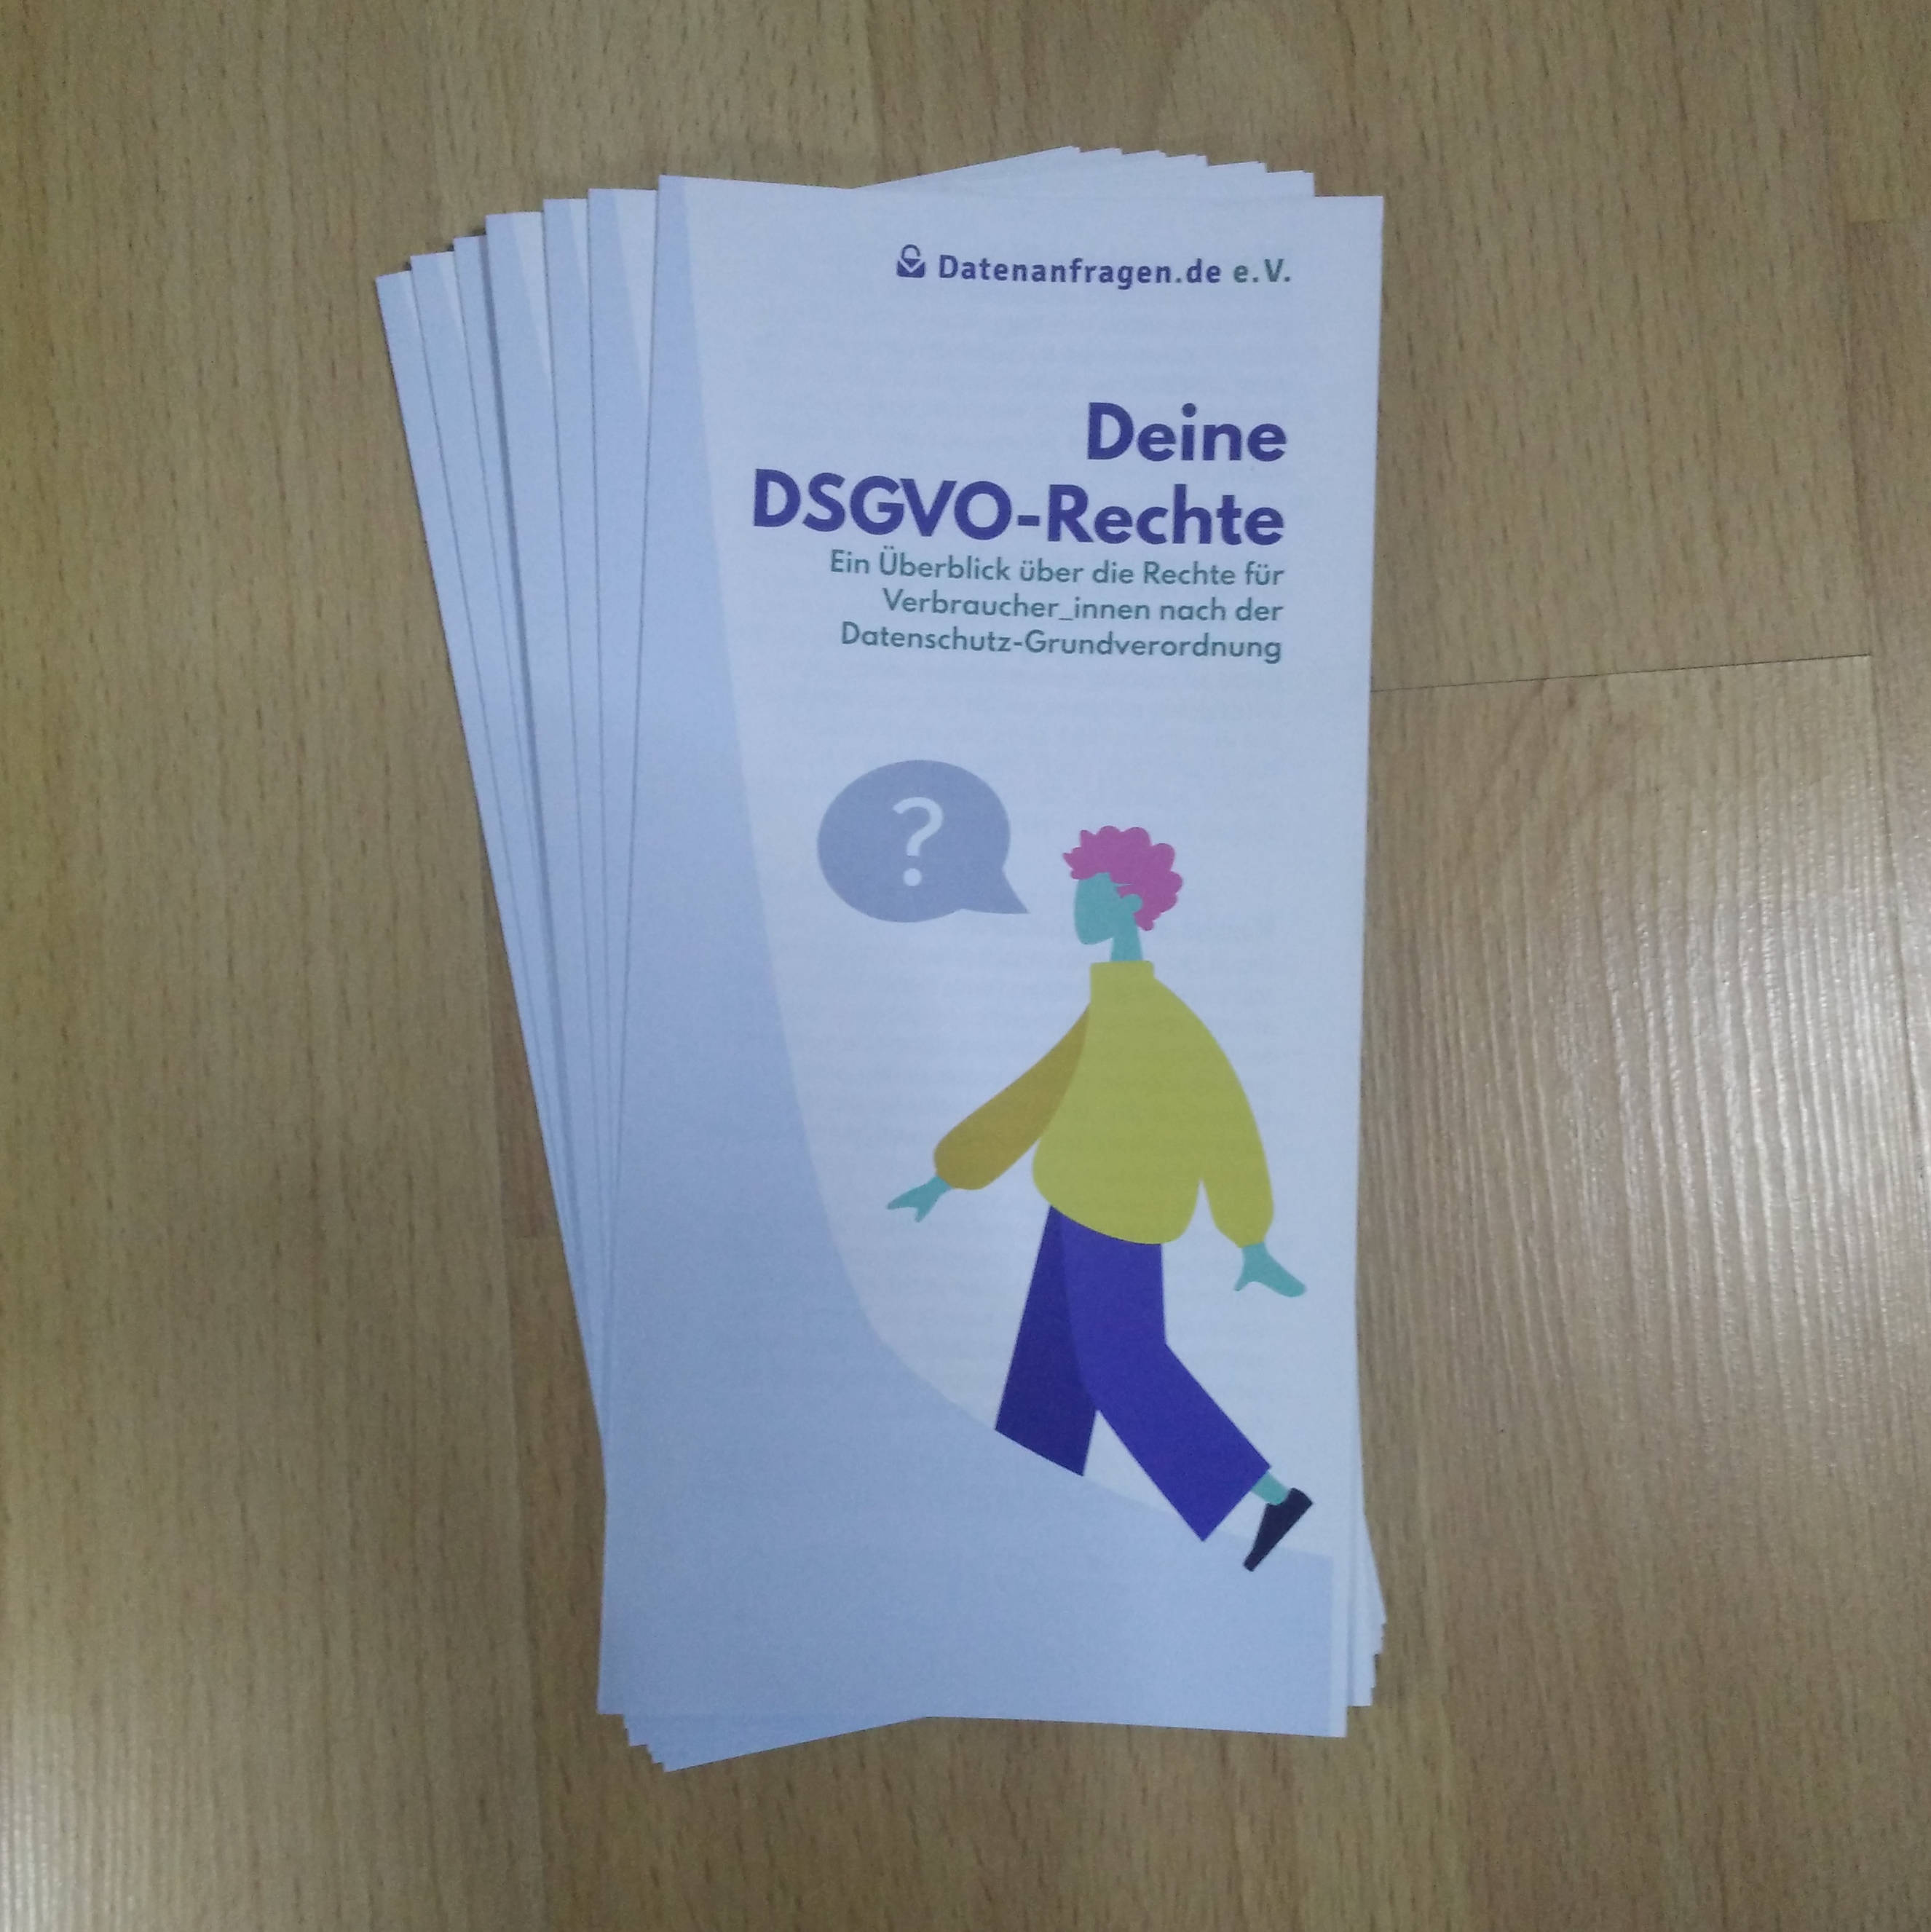 Datenanfragen.de e.V.
Deine
DSGVO-Rechte
Ein Überblick über die Rechte für
Verbraucher_innen nach der
Datenschutz-Grundverordnung
?